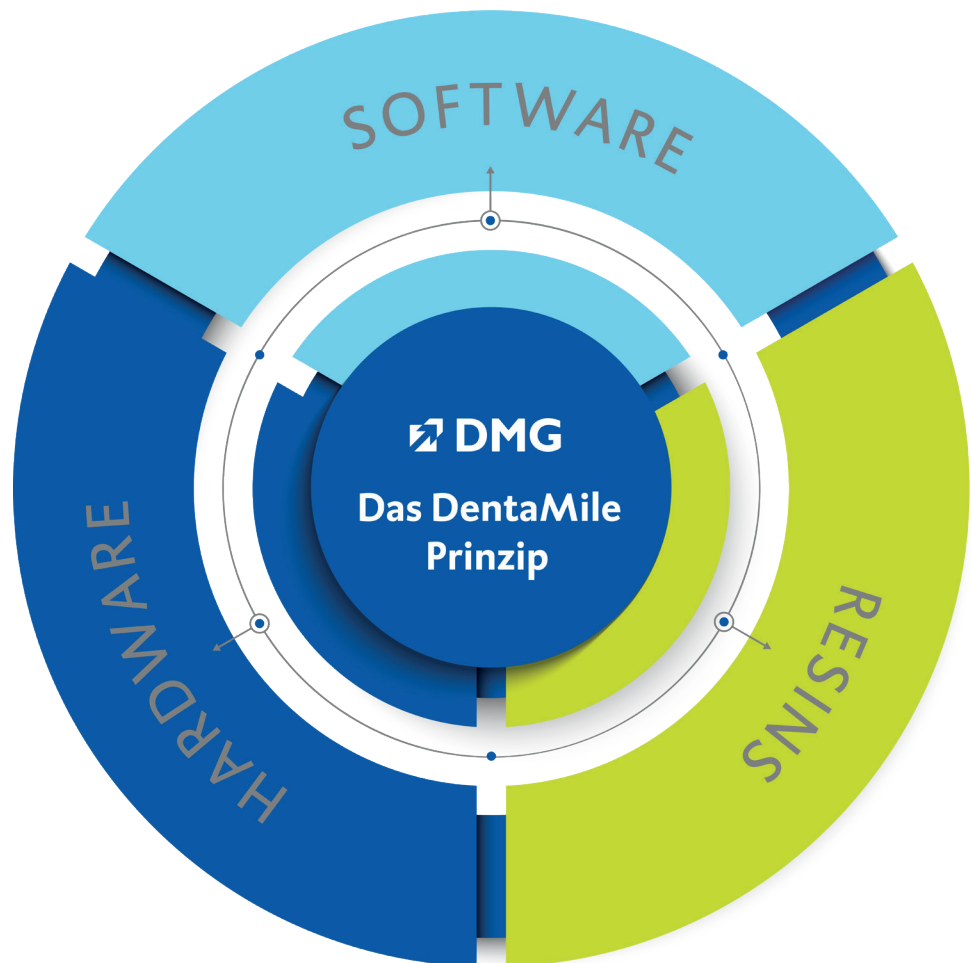 SOFTWARE
DMG
Das DentaMile
Prinzip
HARDWARE
RESINS